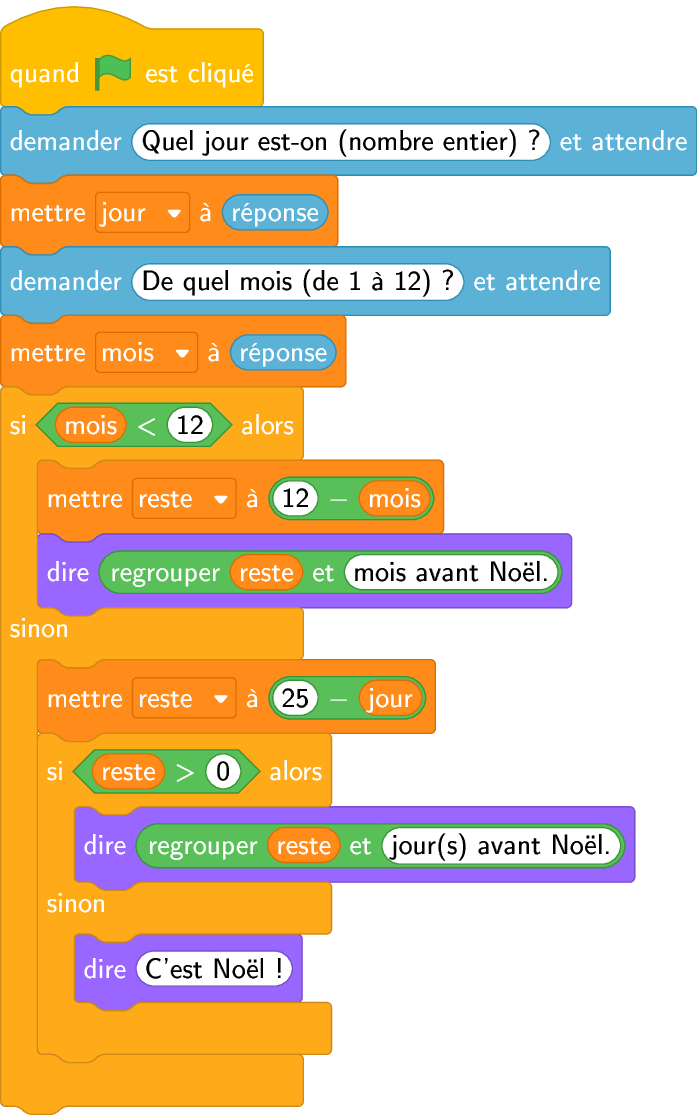 quand est cliqué
demander Quel jour est-on (nombre entier) ? et attendre
mettre jour à réponse
demander De quel mois (de 1 à 12) ? et attendre
mettre mois à réponse
si mois < 12 alors
mettre reste à 12 − mois
dire regrouper reste et mois avant Noël.
sinon
mettre reste à 25 − jour
si reste > 0 alors
dire regrouper reste et jour(s) avant Noël.
sinon
dire C'est Noël !